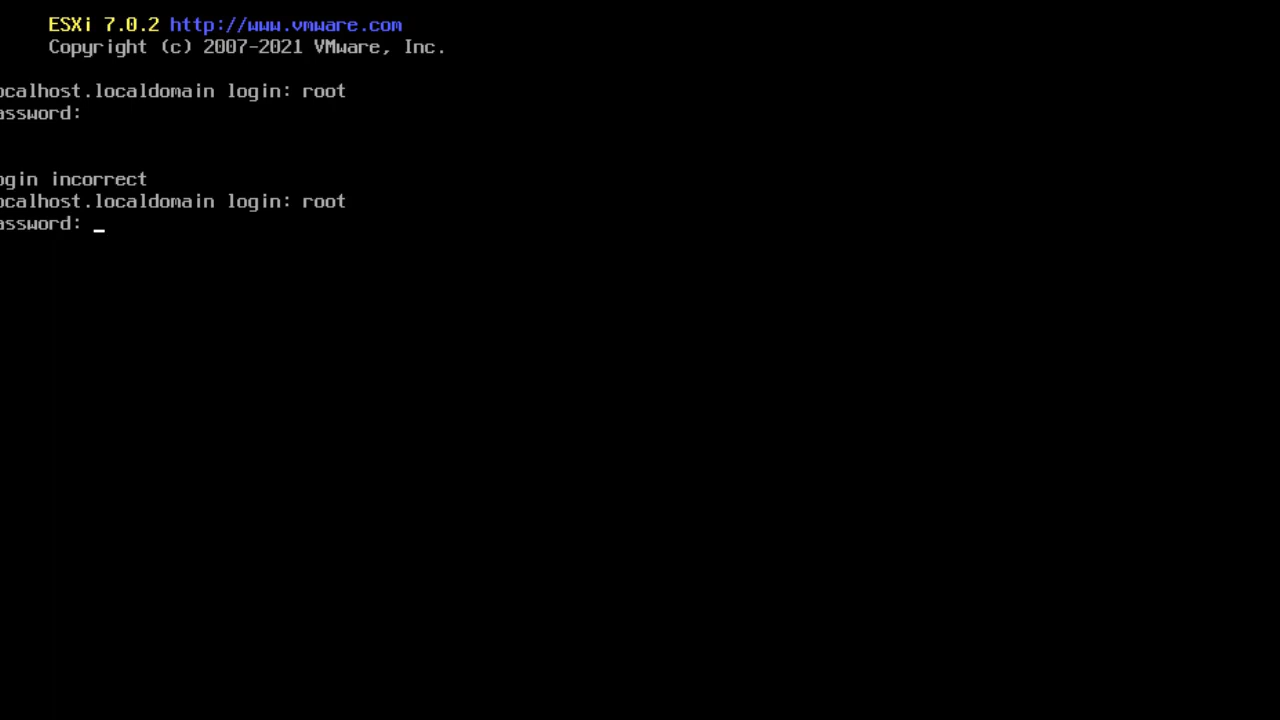 ESXi 7.0.2 http://www.vmware.com
Copyright (c) 2007-2021 VMware, Inc.
ocalhost.localdomain login: root
assword:
ogin incorrect
ocalhost.localdomain login: root
assword: _